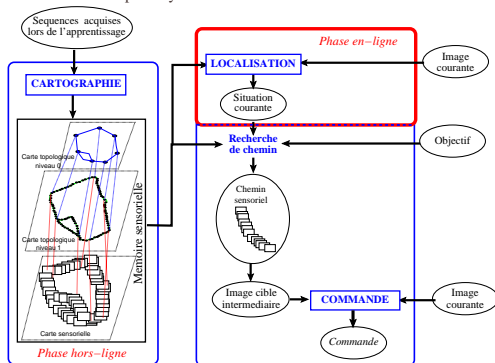 Sequences acquises
lors de l'apprentissage
CARTOGRAPHIE
Carte topologique
niveau 0
Carte topologique
niveau 1
Carte sensorielle
Memoire sensorielle
Phase hors-ligne
Phase en-ligne
LOCALISATION
Image
courante
Situation
courante
Recherche
de chemin
Objectif
Chemin
sensoriel
Image cible
intermediaire
COMMANDE
Image
courante
Commande